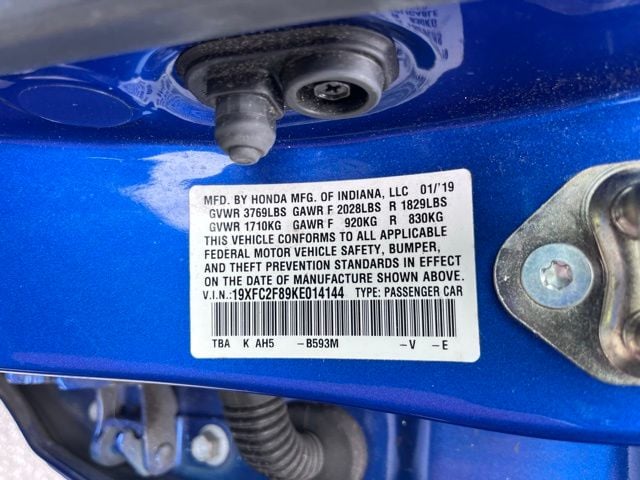 MFD. BY HONDA MFG. OF INDIANA, LLC 01/'19
GVWR 3769LBS GAWR F 2028LBS R 1829LBS
GVWR 1710KG GAWR F 920KG R 830KG
THIS VEHICLE CONFORMS TO ALL APPLICABLE
FEDERAL MOTOR VEHICLE SAFETY, BUMPER,
AND THEFT PREVENTION STANDARDS IN EFFECT ON
THE DATE OF MANUFACTURE SHOWN ABOVE.
V.I.N.:19XFC2F89KE014144 TYPE: PASSENGER CAR
TBA K AH5 -B593M -V -E